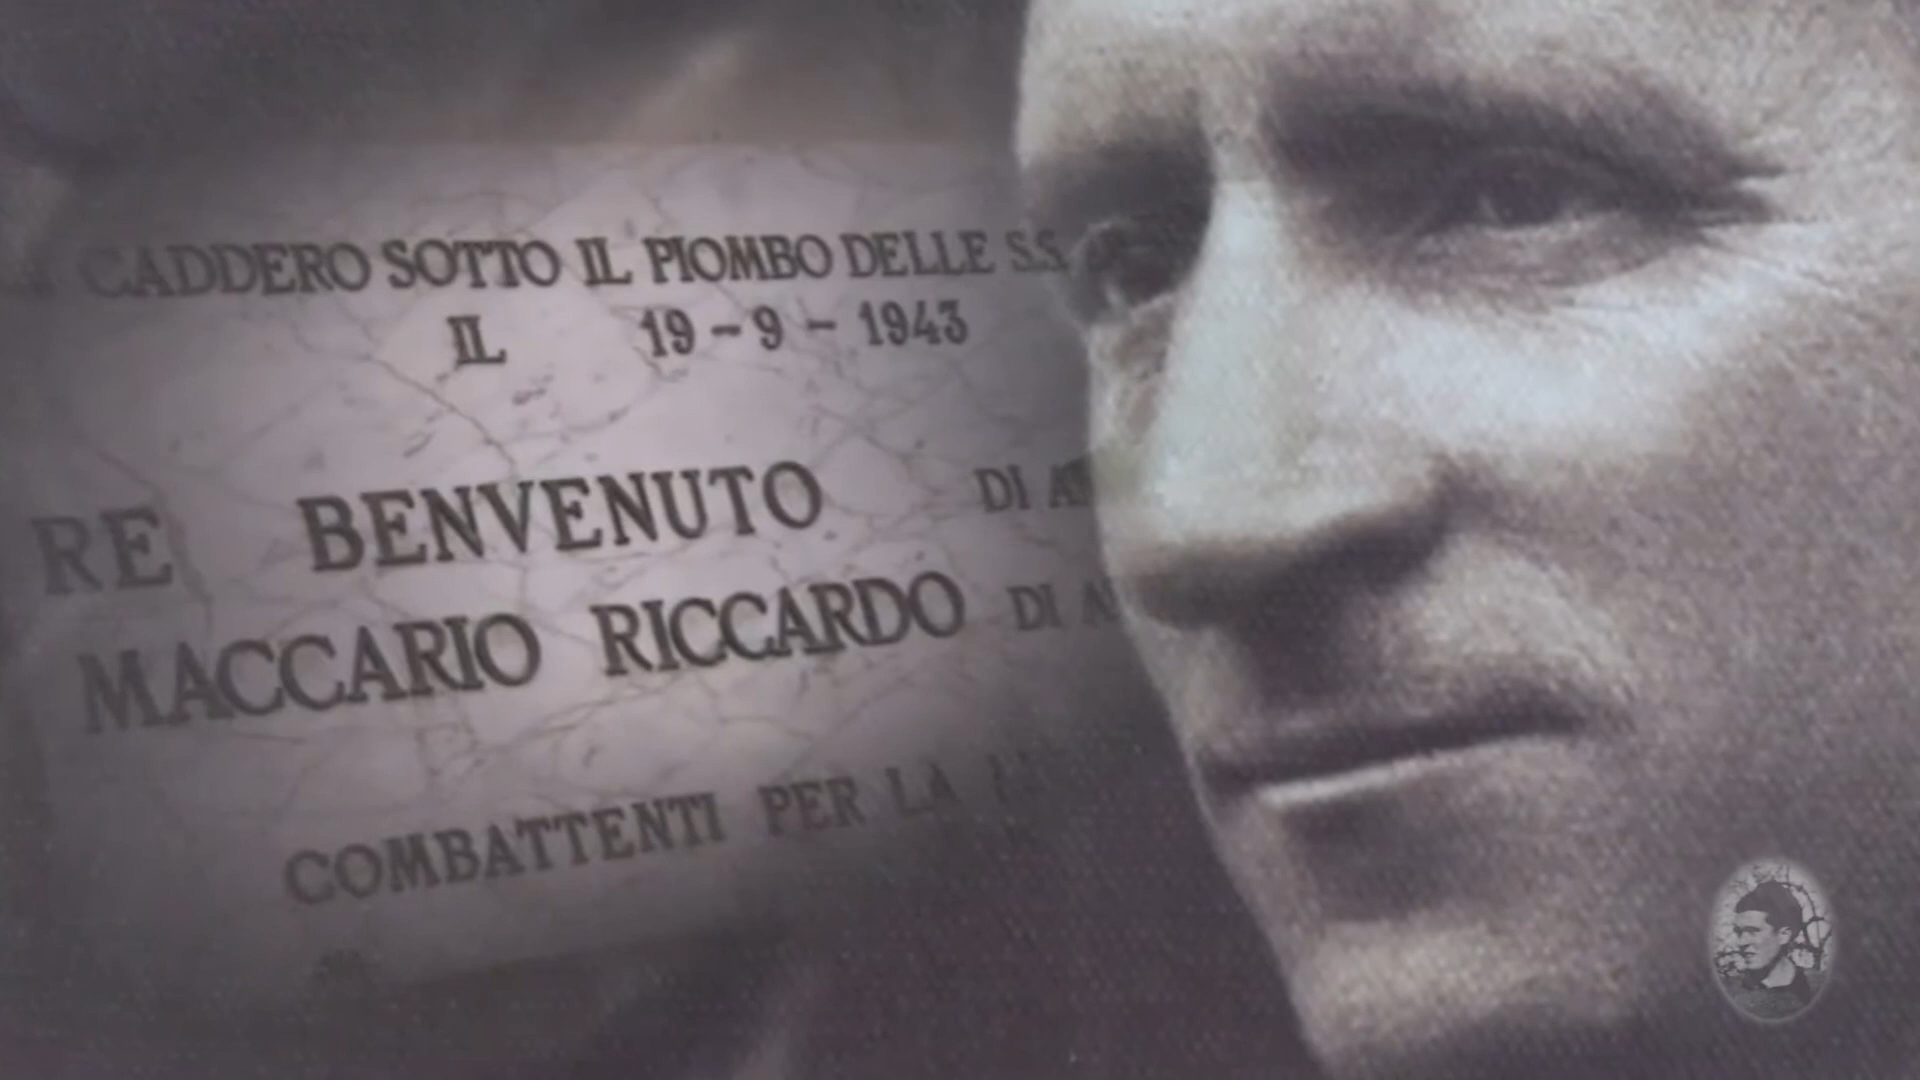 CADDERO SOTTO IL PIOMBO DELLE S.S.
IL 19-9-1943
RE BENVENUTO DI
MACCARIO RICCARDO DI
COMBATTENTI PER LA